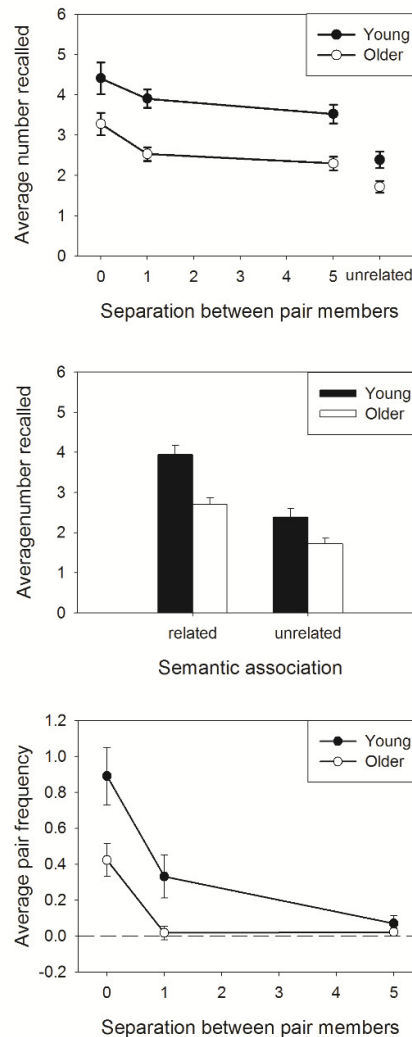 6
Young
Older
5
4
3
2
1
0
Average number recalled
0 1 2 3 4 5 unrelated
Separation between pair members
6
Young
Older
5
4
3
2
1
0
Averagenumber recalled
related unrelated
Semantic association
1.2
Young
Older
1.0
0.8
0.6
0.4
0.2
0.0
-0.2
Average pair frequency
0 1 2 3 4 5
Separation between pair members